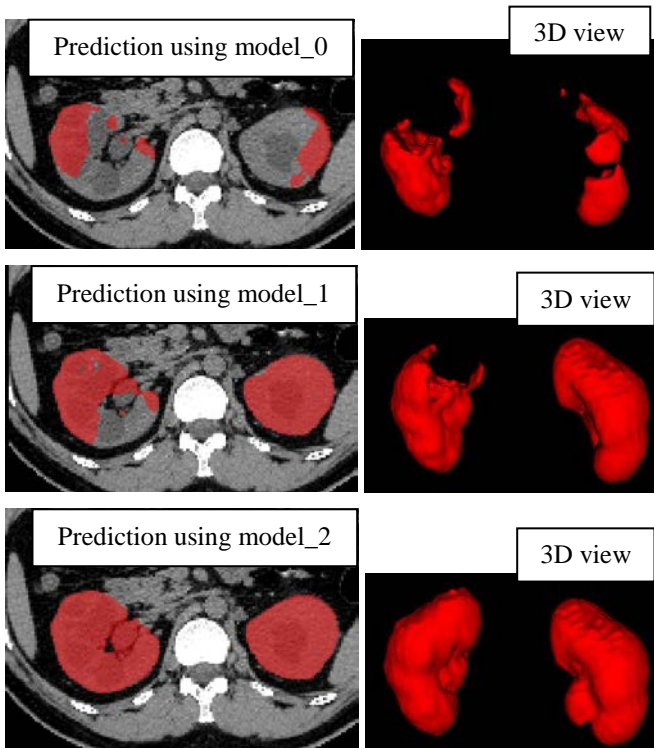 Prediction using model_0
3D view
Prediction using model_1
3D view
Prediction using model_2
3D view